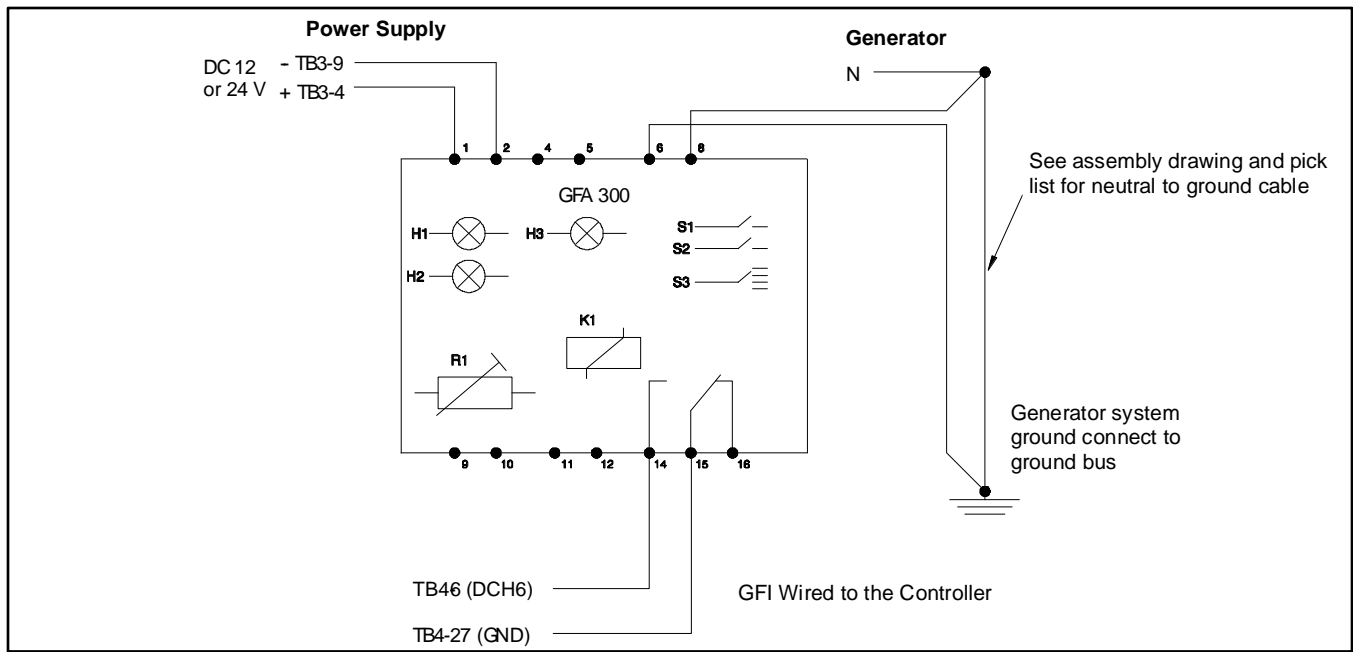 Power Supply
Generator
DC 12 - TB3-9
or 24 V + TB3-4
N
1 2 4 5 6 8
See assembly drawing and pick
list for neutral to ground cable
GFA 300
H1 H3 S1
S2
H2 S3
K1
R1
Generator system
ground connect to
ground bus
9 10 11 12 14 15 16
TB46 (DCH6)
GFI Wired to the Controller
TB4-27 (GND)